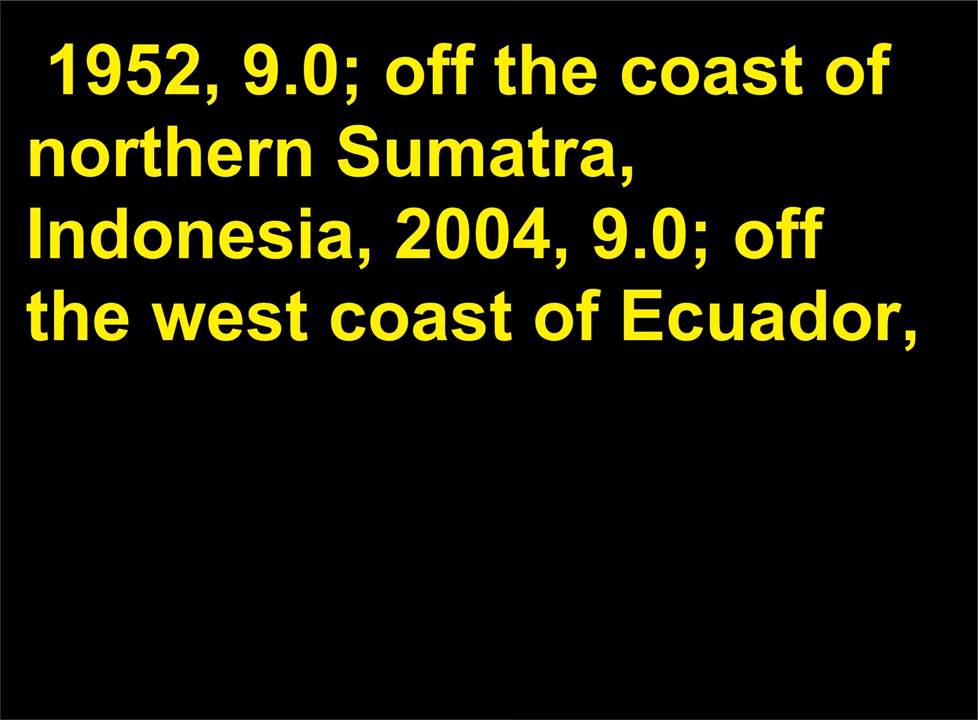 1952, 9.0; off the coast of
northern Sumatra,
Indonesia, 2004, 9.0; off
the west coast of Ecuador,